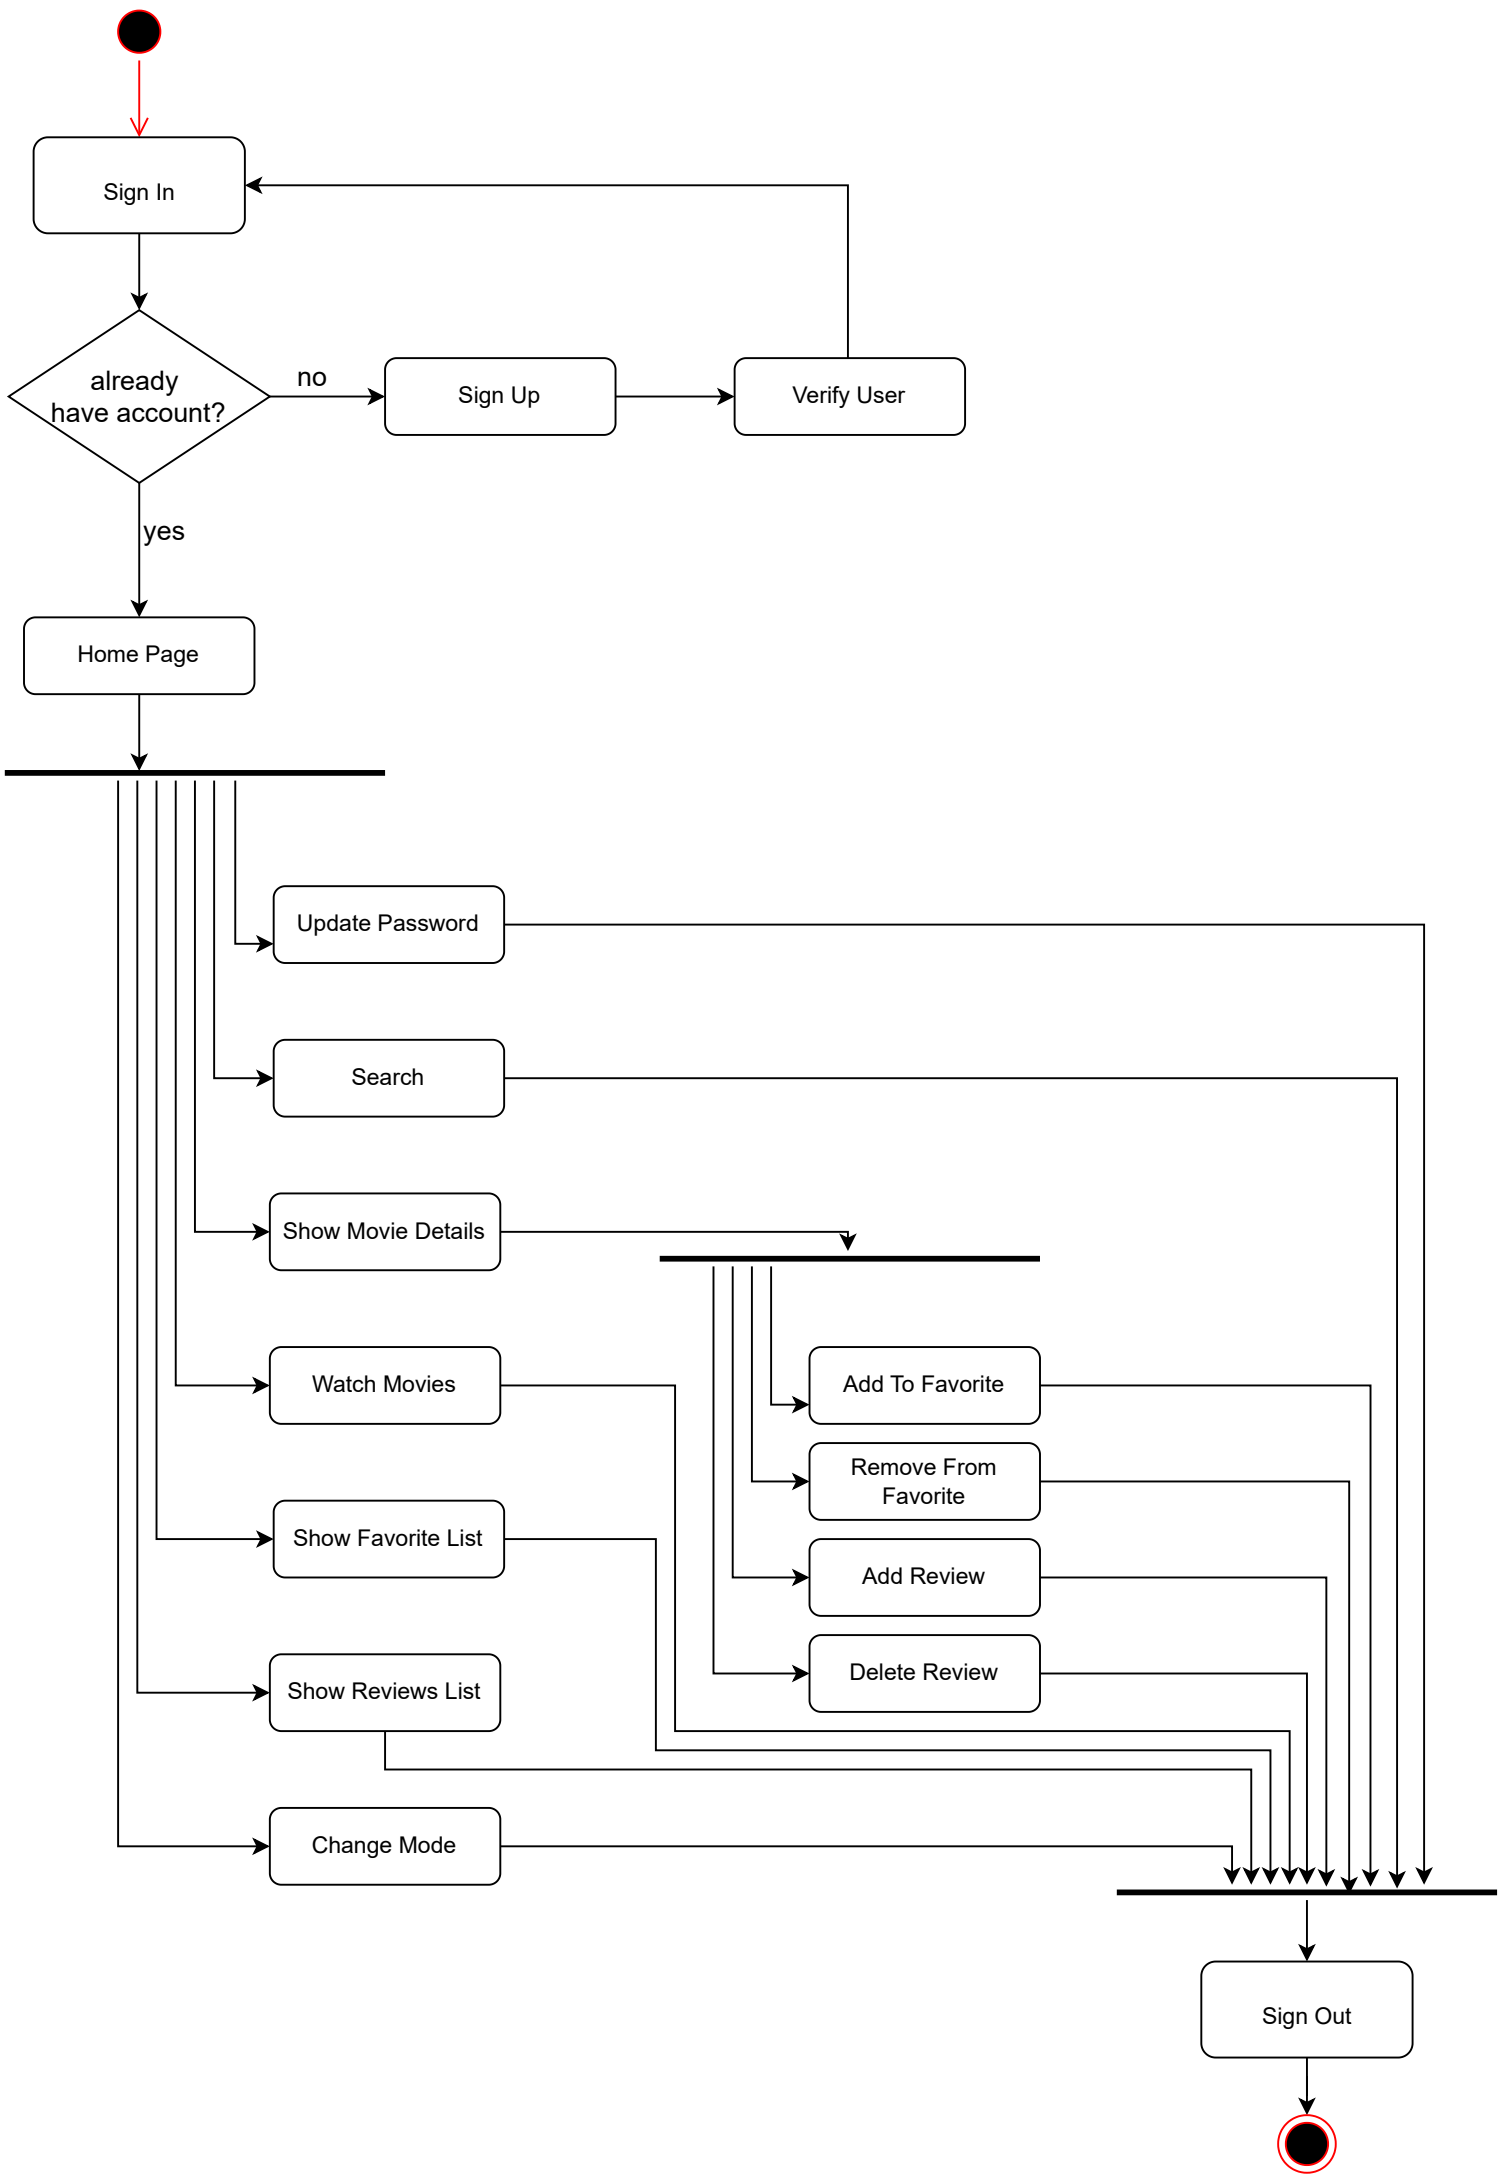 Sign In
already
have account?
no
Sign Up
Verify User
yes
Home Page
Update Password
Search
Show Movie Details
Watch Movies
Add To Favorite
Remove From
Favorite
Show Favorite List
Add Review
Delete Review
Show Reviews List
Change Mode
Sign Out